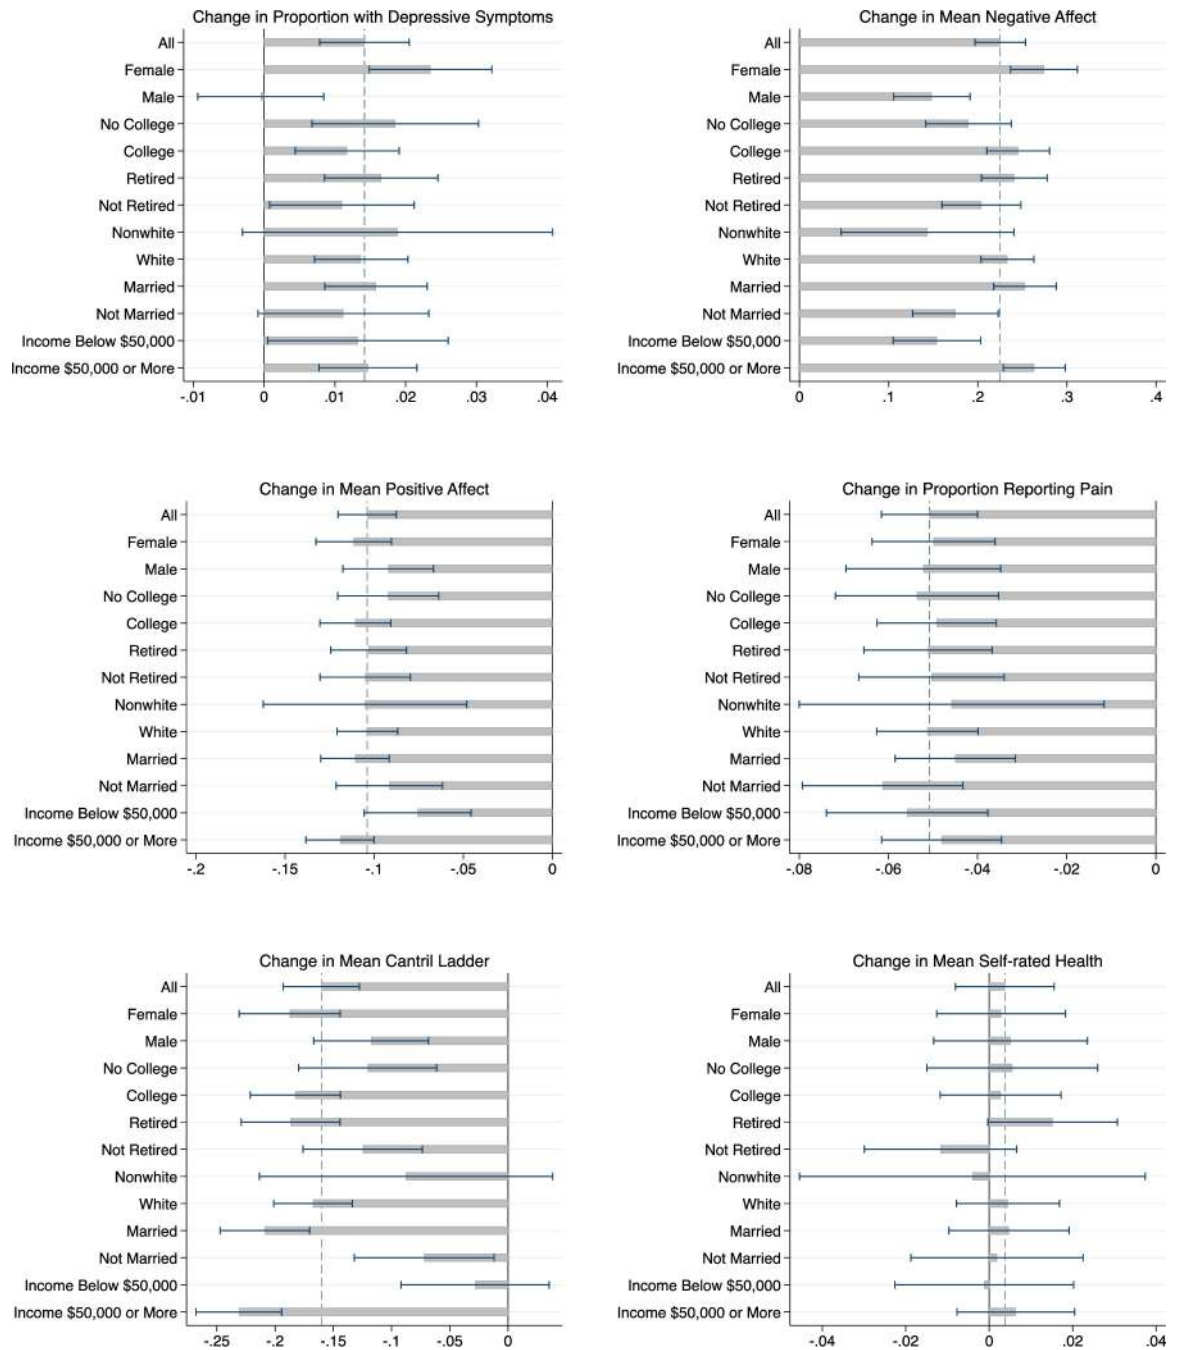 Change in Proportion with Depressive Symptoms
All
Female
Male
No College
College
Retired
Not Retired
Nonwhite
White
Married
Not Married
Income Below $50,000
Income $50,000 or More
-.01 0 .01 .02 .03 .04
Change in Mean Negative Affect
All
Female
Male
No College
College
Retired
Not Retired
Nonwhite
White
Married
Not Married
Income Below $50,000
Income $50,000 or More
0 .1 .2 .3 .4
Change in Mean Positive Affect
All
Female
Male
No College
College
Retired
Not Retired
Nonwhite
White
Married
Not Married
Income Below $50,000
Income $50,000 or More
-.2 -.15 -.1 -.05 0
Change in Proportion Reporting Pain
All
Female
Male
No College
College
Retired
Not Retired
Nonwhite
White
Married
Not Married
Income Below $50,000
Income $50,000 or More
-.08 -.06 -.04 -.02 0
Change in Mean Cantril Ladder
All
Female
Male
No College
College
Retired
Not Retired
Nonwhite
White
Married
Not Married
Income Below $50,000
Income $50,000 or More
-.25 -.2 -.15 -.1 -.05 0
Change in Mean Self-rated Health
All
Female
Male
No College
College
Retired
Not Retired
Nonwhite
White
Married
Not Married
Income Below $50,000
Income $50,000 or More
-.04 -.02 0 .02 .04